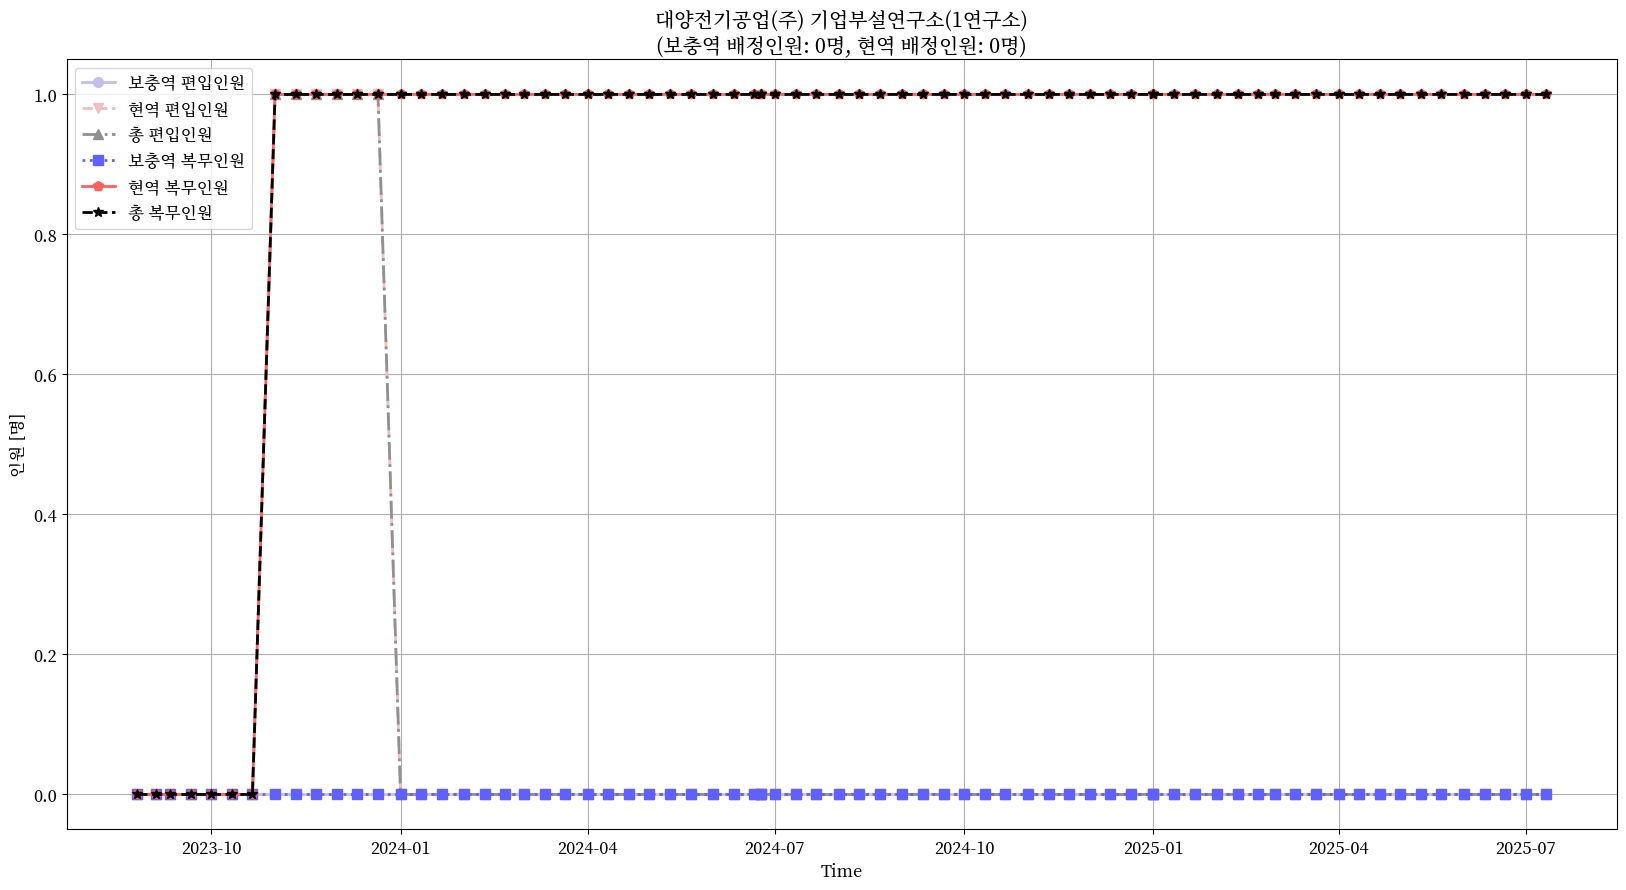 대양전기공업(주) 기업부설연구소(1연구소)
(보충역 배정인원: 0명, 현역 배정인원: 0명)
보충역 편입인원
현역 편입인원
총 편입인원
보충역 복무인원
현역 복무인원
총 복무인원
1.0
0.8
0.6
0.4
0.2
0.0
인원 [명]
2023-10
2024-01
2024-04
2024-07
2024-10
2025-01
2025-04
2025-07
Time